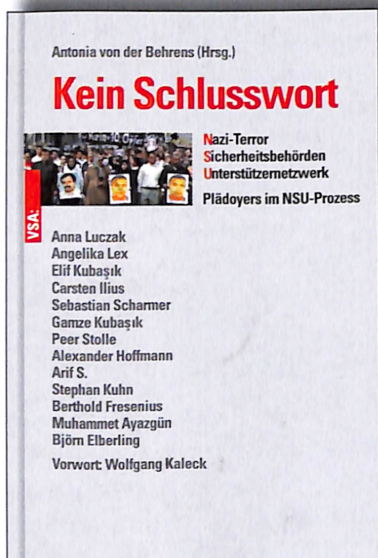 Antonia von der Behrens (Hrsg.)
Kein Schlusswort
Nazi-Terror
Sicherheitsbehörden
Unterstützernetzwerk
Plädoyers im NSU-Prozess
VSA:
Anna Luczak
Angelika Lex
Elif Kubaşık
Carsten Ilius
Sebastian Scharmer
Gamze Kubaşık
Peer Stolle
Alexander Hoffmann
Arif S.
Stephan Kuhn
Berthold Fresenius
Muhammet Ayazgün
Björn Elberling
Vorwort: Wolfgang Kaleck